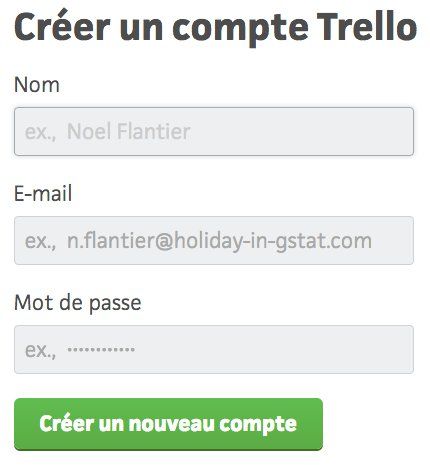 Créer un compte Trello
Nom
ex., Noel Flantier
E-mail
ex., n.flantier@holiday-in-gstat.com
Mot de passe
ex., ••••••••••••
Créer un nouveau compte